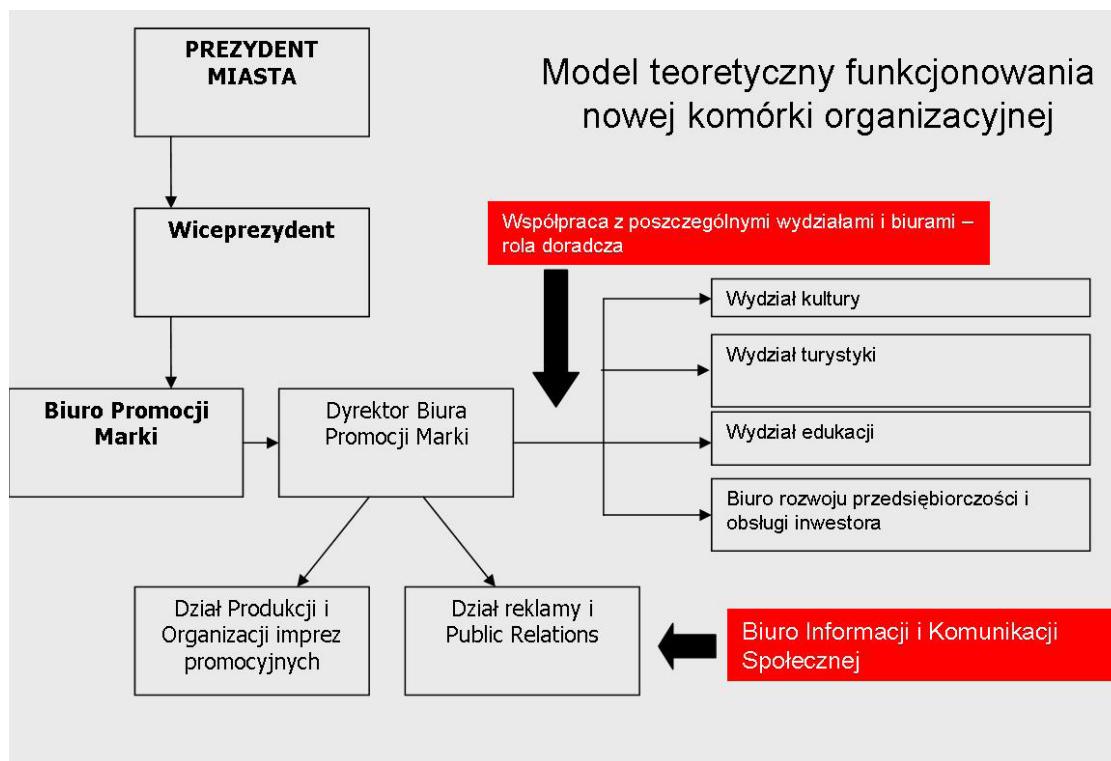 PREZYDENT
MIASTA
Model teoretyczny funkcjonowania
nowej komórki organizacyjnej
Wiceprezydent
Współpraca z poszczególnymi wydziałami i biurami –
rola doradcza
Wydział kultury
Wydział turystyki
Biuro Promocji
Marki
Dyrektor Biura
Promocji Marki
Wydział edukacji
Biuro rozwoju przedsiębiorczości i
obsługi inwestora
Dział Produkcji i
Organizacji imprez
promocyjnych
Dział reklamy i
Public Relations
Biuro Informacji i Komunikacji
Społecznej